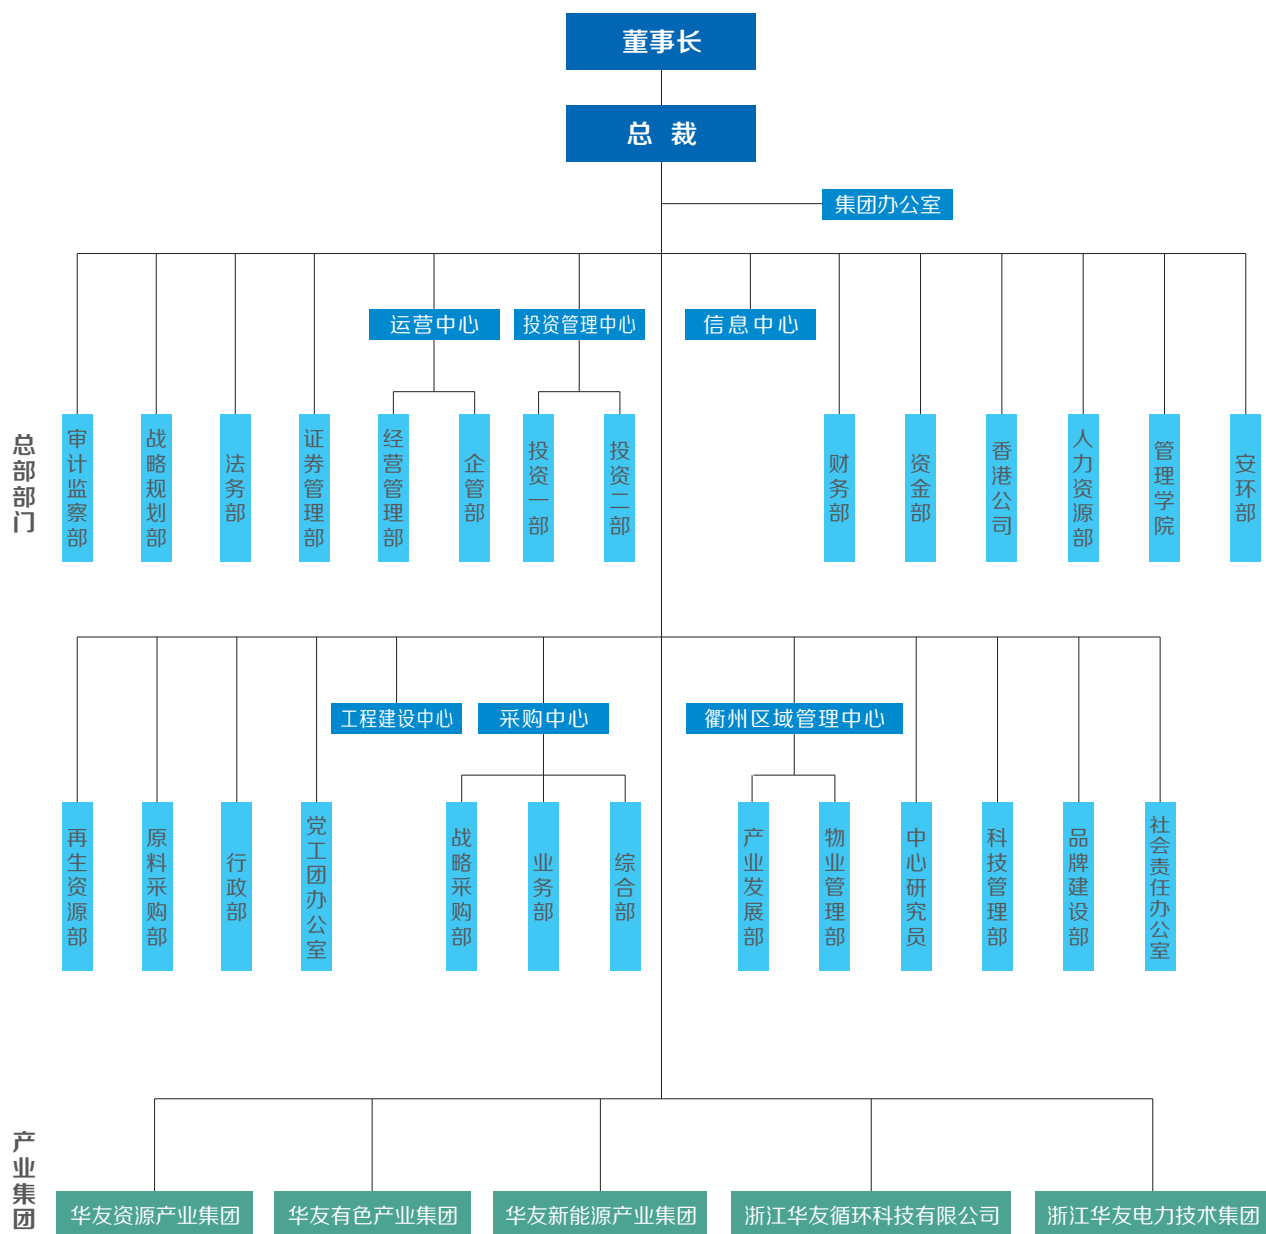 董事长
总 裁
集团办公室
运营中心
投资管理中心
信息中心
总部部门
审计监察部
战略规划部
法务部
证券管理部
经营管理部
企管部
投资一部
投资二部
财务部
资金部
香港公司
人力资源部
管理学院
安环部
工程建设中心
采购中心
衢州区域管理中心
再生资源部
原料采购部
行政部
党工团办公室
战略采购部
业务部
综合部
产业发展部
物业管理部
中心研究员
科技管理部
品牌建设部
社会责任办公室
产业集团
华友资源产业集团
华友有色产业集团
华友新能源产业集团
浙江华友循环科技有限公司
浙江华友电力技术集团